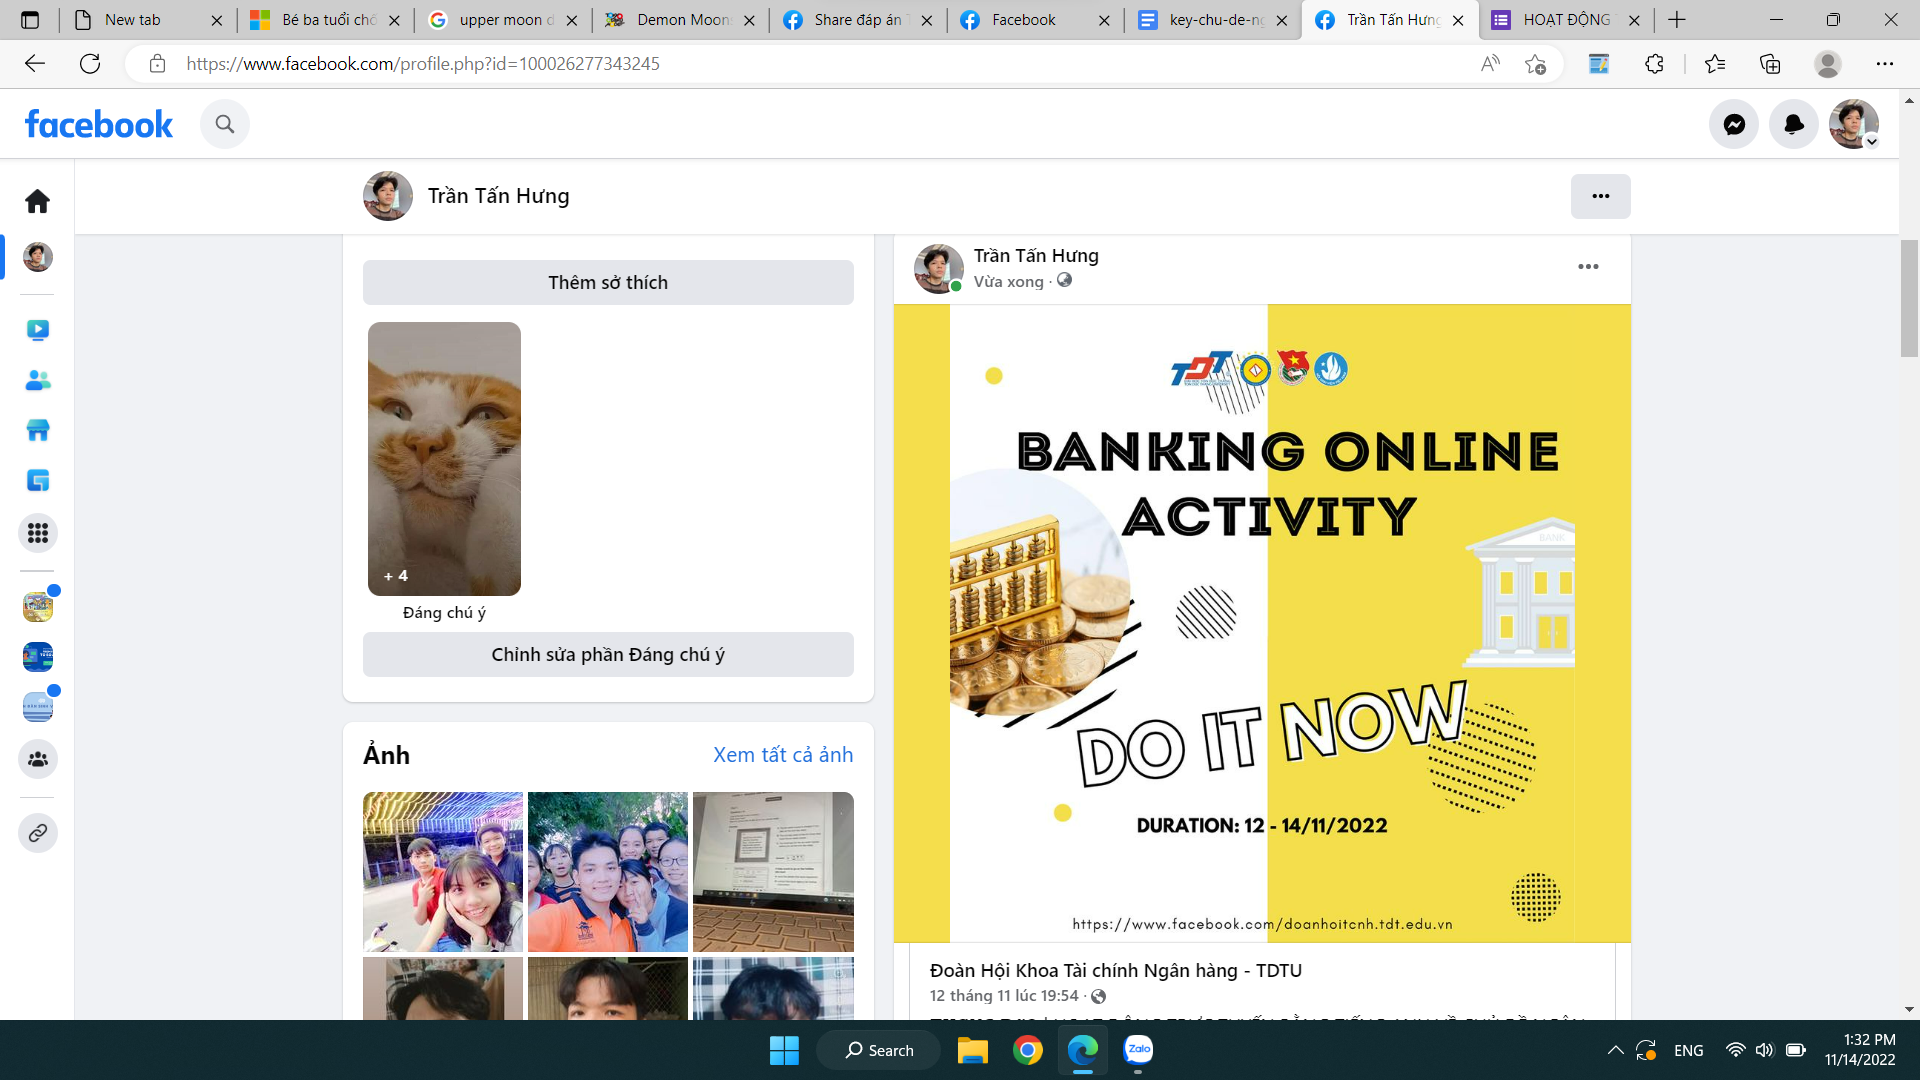 New tab
Bé ba tuổi chố
upper moon d
Demon Moon
Share đáp án T
Facebook
key-chu-de-ng
Trần Tấn Hưng
HOẠT ĐỘNG T
https://www.facebook.com/profile.php?id=100026277343245
facebook
Trần Tấn Hưng
Thêm sở thích
+ 4
Đáng chú ý
Chỉnh sửa phần Đáng chú ý
Ảnh
Xem tất cả ảnh
Trần Tấn Hưng
Vừa xong ·
TDT
BANKING ONLINE
ACTIVITY
BANK
DO IT NOW
DURATION: 12 - 14/11/2022
https://www.facebook.com/doanhoitcnh.tdt.edu.vn
Đoàn Hội Khoa Tài chính Ngân hàng - TDTU
12 tháng 11 lúc 19:54 ·
Search
Zalo
ENG
1:32 PM
11/14/2022